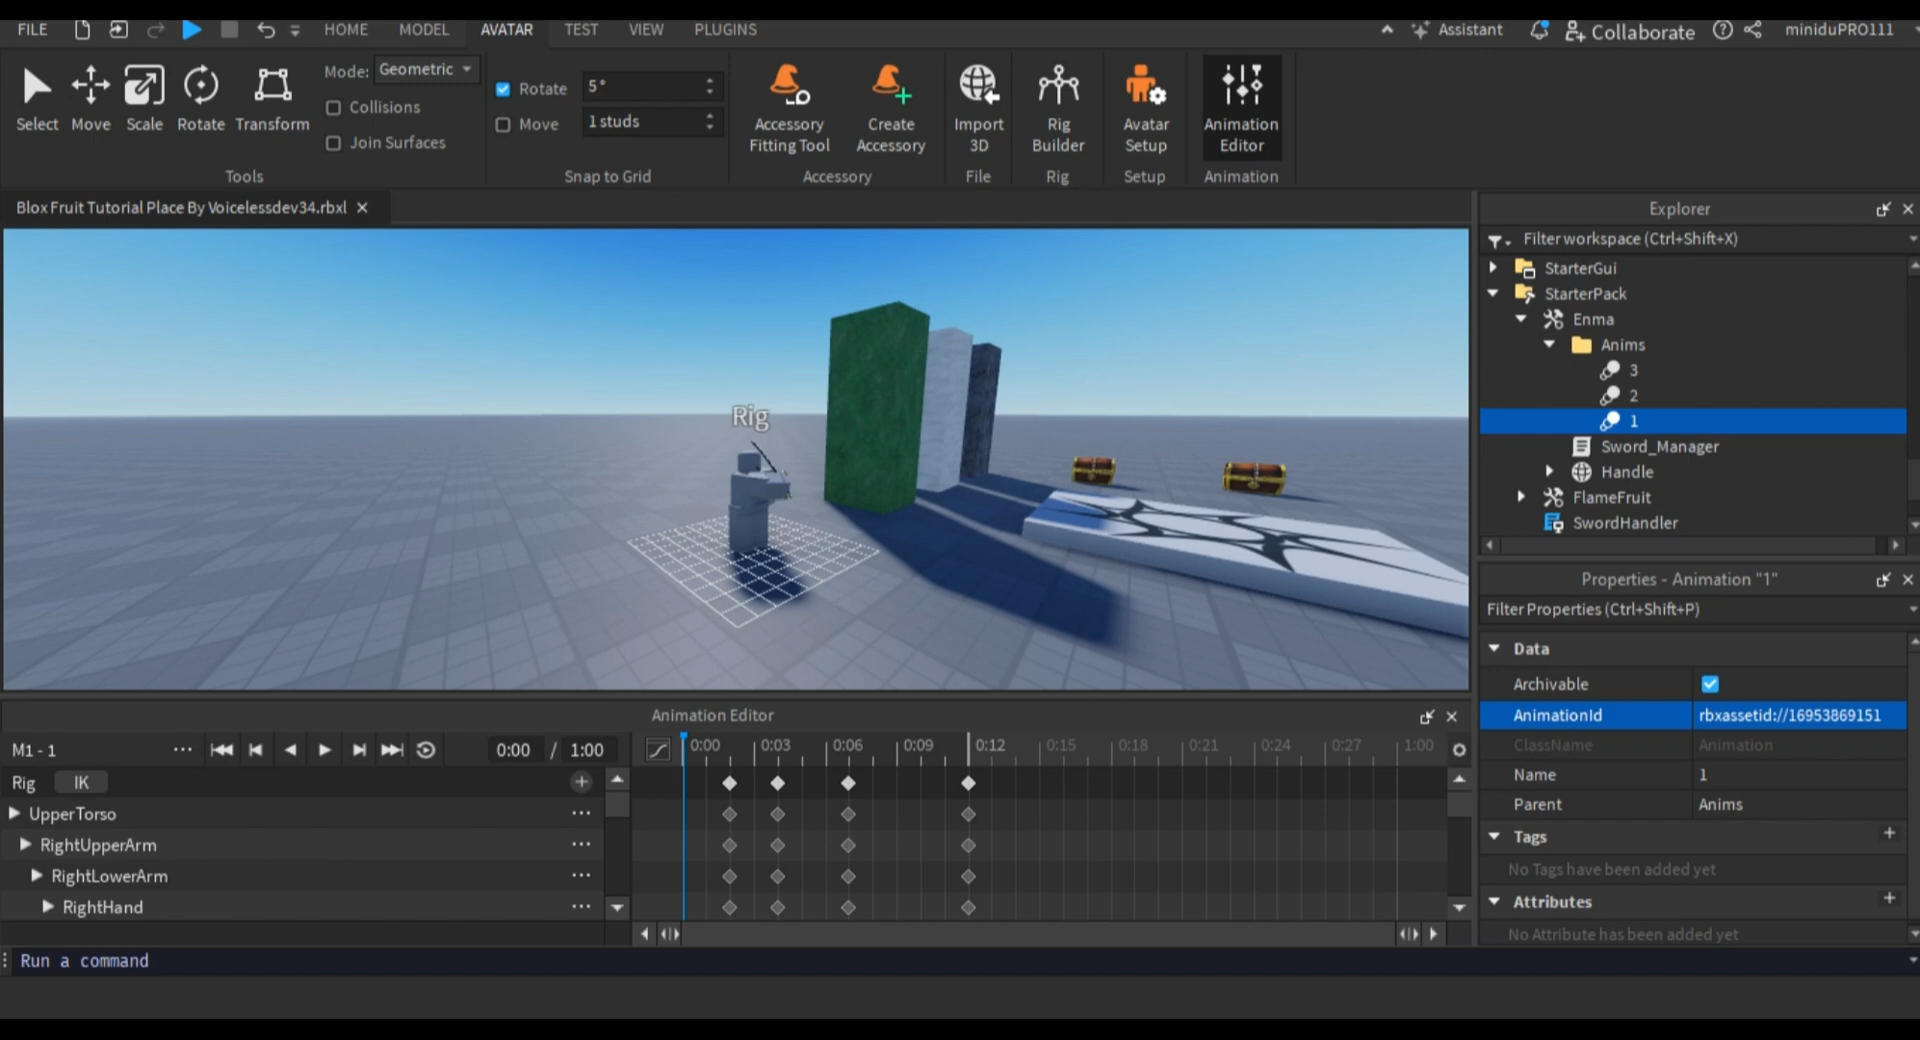 FILE HOME MODEL AVATAR TEST VIEW PLUGINS Assistant Collaborate miniduPRO111
Mode: Geometric
Collisions
Join Surfaces
Select Move Scale Rotate Transform
Tools
Rotate 5°
Move 1 studs
Snap to Grid
Accessory Fitting Tool
Create Accessory
Accessory
Import 3D
File
Rig Builder
Rig
Avatar Setup
Setup
Animation Editor
Animation
Blox Fruit Tutorial Place By Voicelessdev34.rbxl
Rig
Explorer
Filter workspace (Ctrl+Shift+X)
StarterGui
StarterPack
Enma
Anims
3
2
1
Sword_Manager
Handle
FlameFruit
SwordHandler
Properties - Animation "1"
Filter Properties (Ctrl+Shift+P)
Data
Archivable
AnimationId rbxassetid://16953869151
ClassName Animation
Name 1
Parent Anims
Tags
No Tags have been added yet
Attributes
No Attribute has been added yet
Animation Editor
M1 - 1 0:00 / 1:00 0:00 0:03 0:06 0:09 0:12 0:15 0:18 0:21 0:24 0:27 1:00
Rig IK
UpperTorso
RightUpperArm
RightLowerArm
RightHand
Run a command